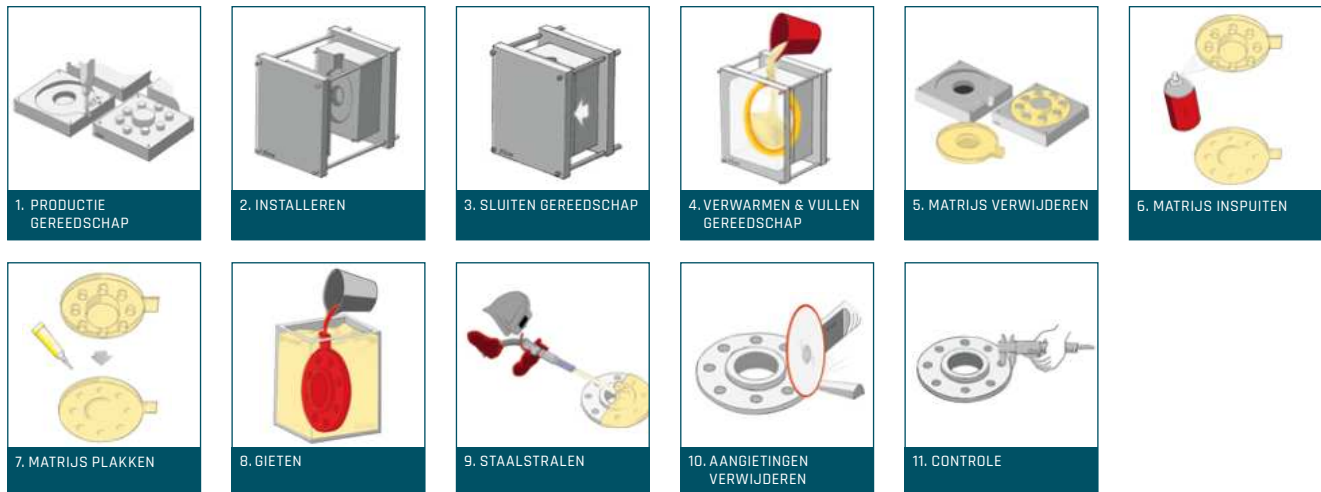 1. PRODUCTIE
GEREEDSCHAP
2. INSTALLEREN
3. SLUITEN GEREEDSCHAP
4. VERWARMEN & VULLEN
GEREEDSCHAP
5. MATRIJS VERWIJDEREN
6. MATRIJS INSPUITEN
7. MATRIJS PLAKKEN
8. GIETEN
9. STAALSTRALEN
10. AANGIETINGEN
VERWIJDEREN
11. CONTROLE